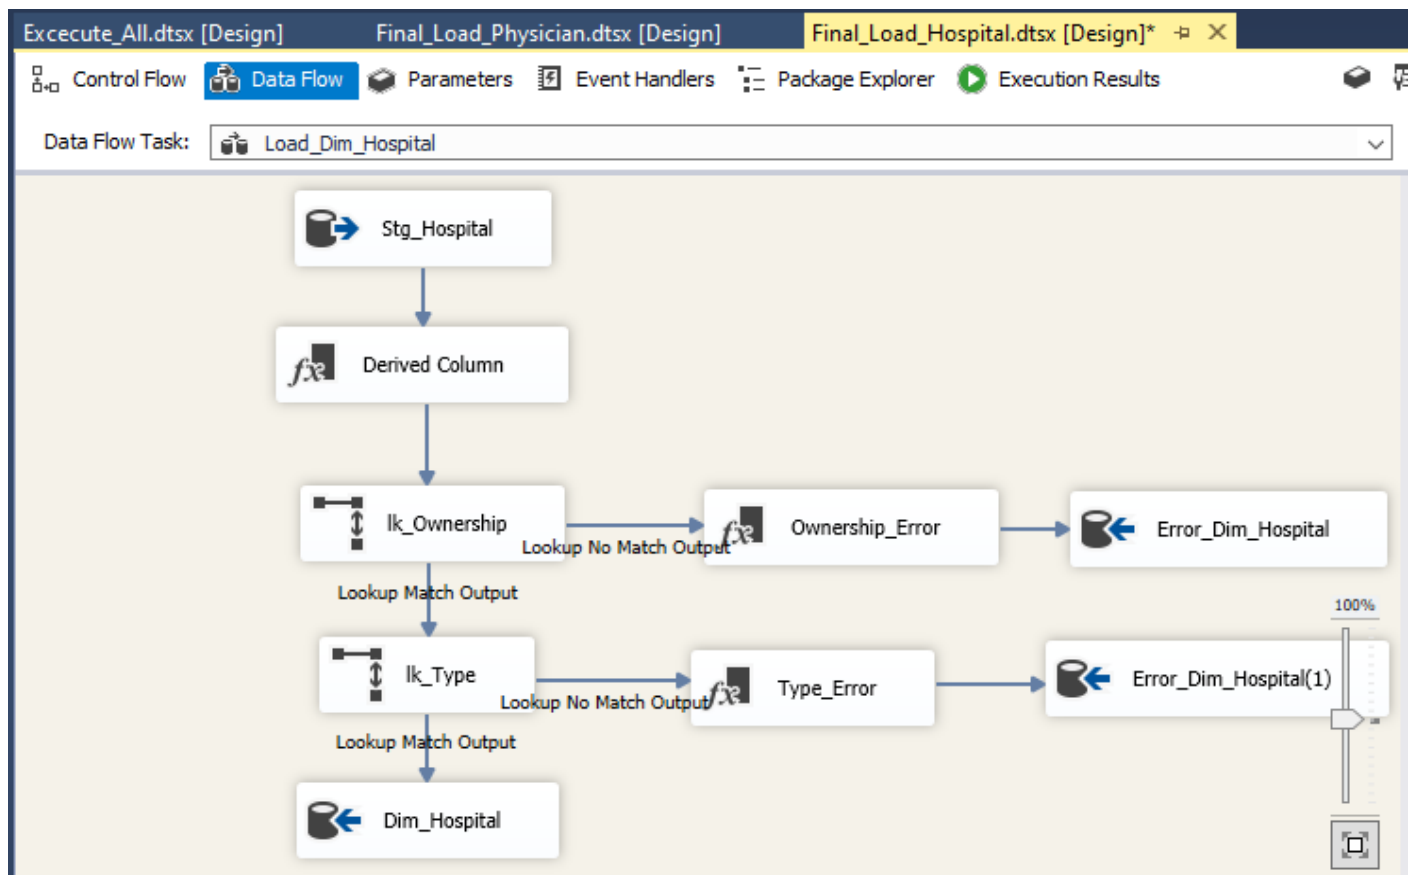 Excecute_All.dtsx [Design] Final_Load_Physician.dtsx [Design] Final_Load_Hospital.dtsx [Design]*
Control Flow Data Flow Parameters Event Handlers Package Explorer Execution Results
Data Flow Task: Load_Dim_Hospital
Stg_Hospital
Derived Column
lk_Ownership Ownership_Error Error_Dim_Hospital
Lookup No Match Output
Lookup Match Output
100%
lk_Type Type_Error Error_Dim_Hospital(1)
Lookup No Match Output
Lookup Match Output
Dim_Hospital